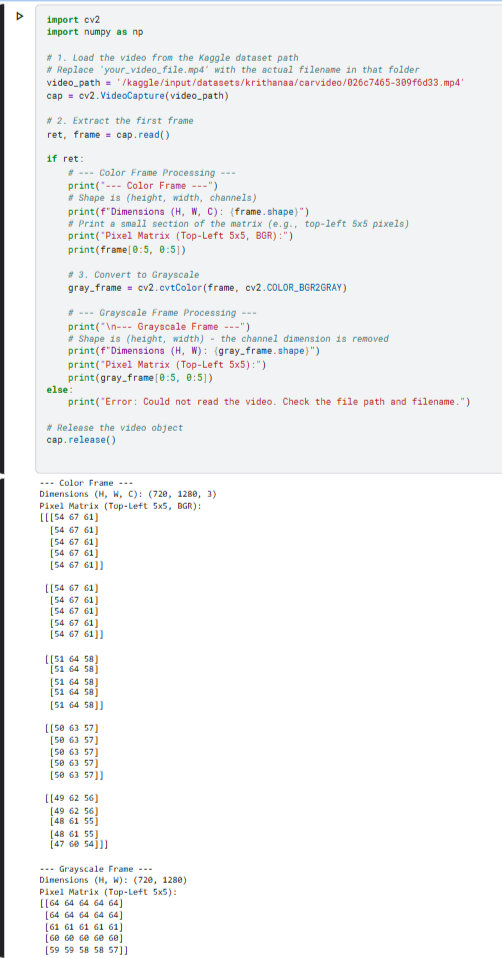 import cv2
import numpy as np
# 1. Load the video from the Kaggle dataset path
# Replace 'your_video_file.mp4' with the actual filename in that folder
video_path = '/kaggle/input/datasets/krithanaa/carvideo/026c7465-309f6d33.mp4'
cap = cv2.VideoCapture(video_path)
# 2. Extract the first frame
ret, frame = cap.read()
if ret:
    # --- Color Frame Processing ---
    print("--- Color Frame ---")
    # Shape is (height, width, channels)
    print(f"Dimensions (H, W, C): {frame.shape}")
    # Print a small section of the matrix (e.g., top-left 5x5 pixels)
    print("Pixel Matrix (Top-Left 5x5, BGR):")
    print(frame[0:5, 0:5])
    # 3. Convert to Grayscale
    gray_frame = cv2.cvtColor(frame, cv2.COLOR_BGR2GRAY)
    # --- Grayscale Frame Processing ---
    print("\n--- Grayscale Frame ---")
    # Shape is (height, width) - the channel dimension is removed
    print(f"Dimensions (H, W): {gray_frame.shape}")
    print("Pixel Matrix (Top-Left 5x5):")
    print(gray_frame[0:5, 0:5])
else:
    print("Error: Could not read the video. Check the file path and filename.")
# Release the video object
cap.release()
--- Color Frame ---
Dimensions (H, W, C): (720, 1280, 3)
Pixel Matrix (Top-Left 5x5, BGR):
[[[54 67 61]
  [54 67 61]
  [54 67 61]
  [54 67 61]
  [54 67 61]]
 [[54 67 61]
  [54 67 61]
  [54 67 61]
  [54 67 61]
  [54 67 61]]
 [[51 64 58]
  [51 64 58]
  [51 64 58]
  [51 64 58]
  [51 64 58]]
 [[50 63 57]
  [50 63 57]
  [50 63 57]
  [50 63 57]
  [50 63 57]]
 [[49 62 56]
  [49 62 56]
  [48 61 55]
  [48 61 55]
  [47 60 54]]]
--- Grayscale Frame ---
Dimensions (H, W): (720, 1280)
Pixel Matrix (Top-Left 5x5):
[[64 64 64 64 64]
 [64 64 64 64 64]
 [61 61 61 61 61]
 [60 60 60 60 60]
 [59 59 58 58 57]]